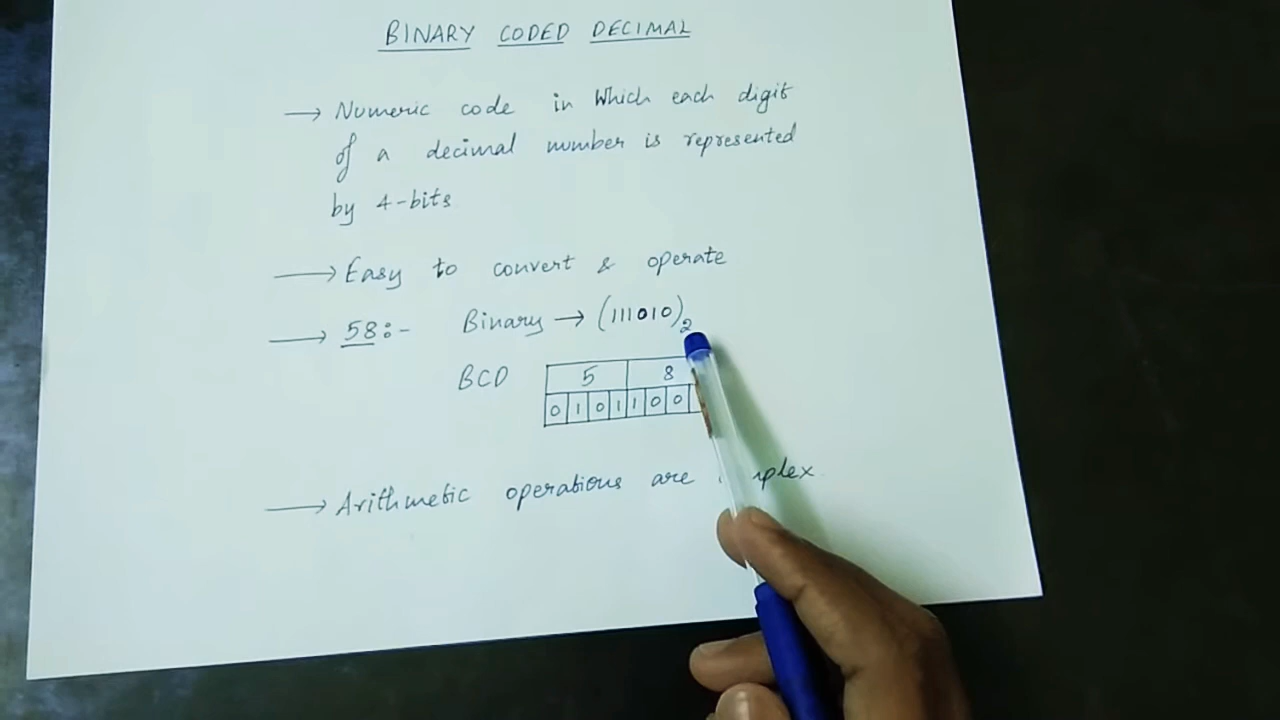 BINARY CODED DECIMAL
→ Numeric code in Which each digit
of a decimal number is represented
by 4-bits
→ Easy to convert & operate
→ 58:- Binary → (111010)2
BCD 5 8
0 1 0 1 1 0 0
→ Arithmetic operations are